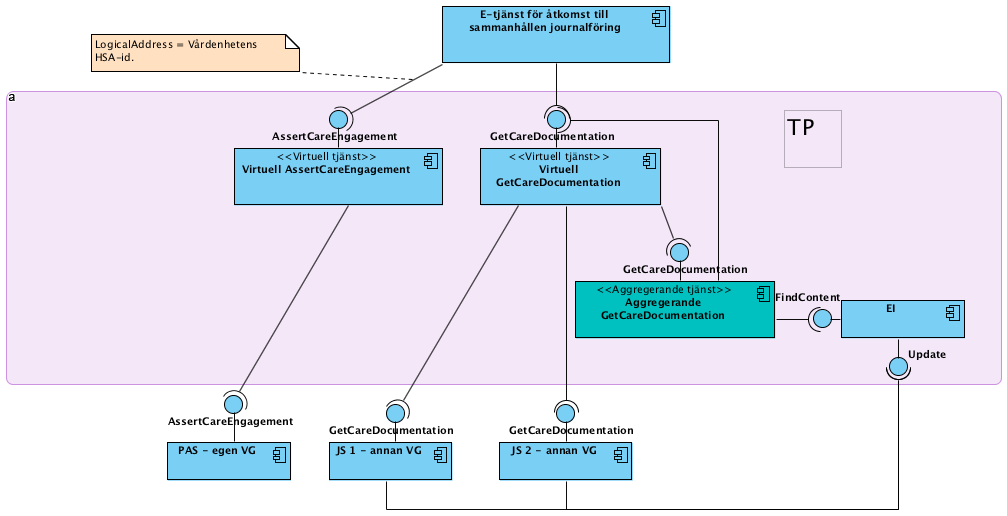 E-tjänst för åtkomst till
sammanhållen journalföring
LogicalAddress = Vårdenhetens
HSA-id.
a
TP
AssertCareEngagement
GetCareDocumentation
<<Virtuell tjänst>>
Virtuell AssertCareEngagement
<<Virtuell tjänst>>
Virtuell
GetCareDocumentation
GetCareDocumentation
<<Aggregerande tjänst>>
Aggregerande
GetCareDocumentation
FindContent
EI
Update
AssertCareEngagement
GetCareDocumentation
GetCareDocumentation
PAS - egen VG
JS 1 - annan VG
JS 2 - annan VG